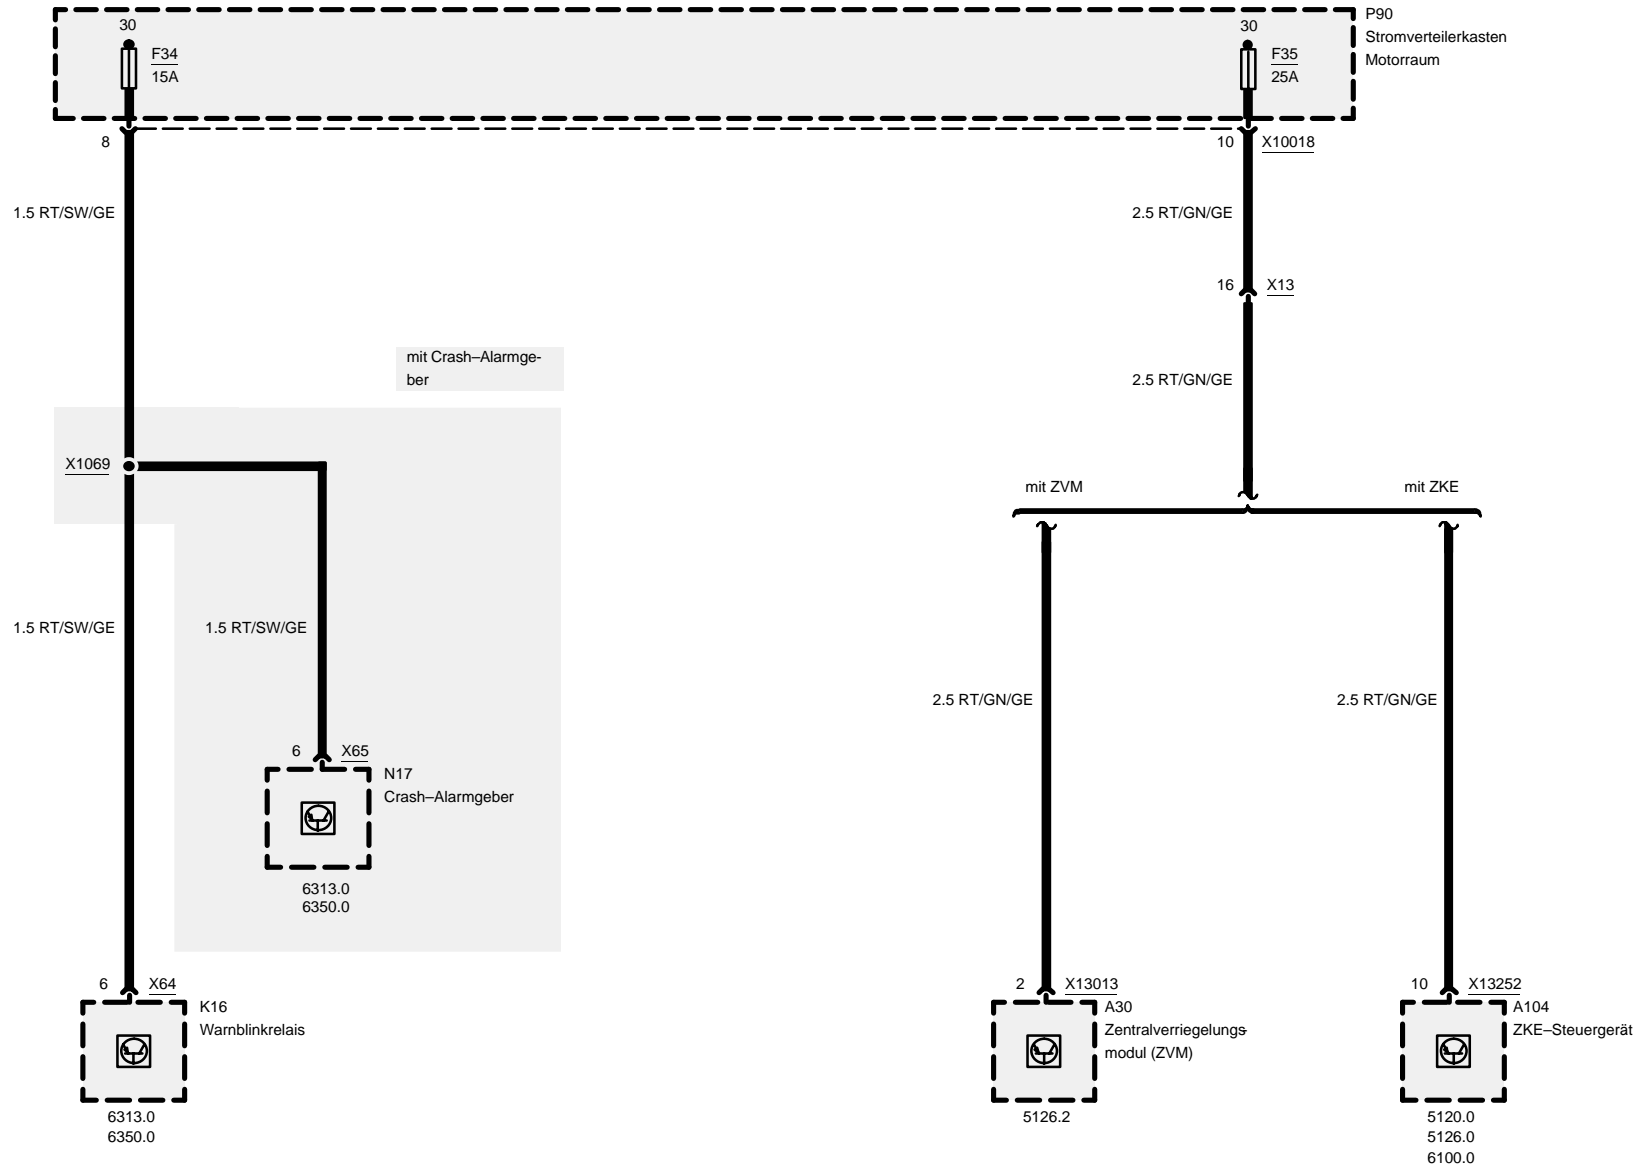 P90
Stromverteilerkasten
Motorraum
30
F34
15A
30
F35
25A
8
10
X10018
1.5 RT/SW/GE
2.5 RT/GN/GE
16
X13
mit Crash–Alarmge-
ber
2.5 RT/GN/GE
X1069
mit ZVM
mit ZKE
1.5 RT/SW/GE
1.5 RT/SW/GE
2.5 RT/GN/GE
2.5 RT/GN/GE
6
X65
N17
Crash–Alarmgeber
6313.0
6350.0
6
X64
K16
Warnblinkrelais
6313.0
6350.0
2
X13013
A30
Zentralverriegelungs-
modul (ZVM)
5126.2
10
X13252
A104
ZKE–Steuergerät
5120.0
5126.0
6100.0